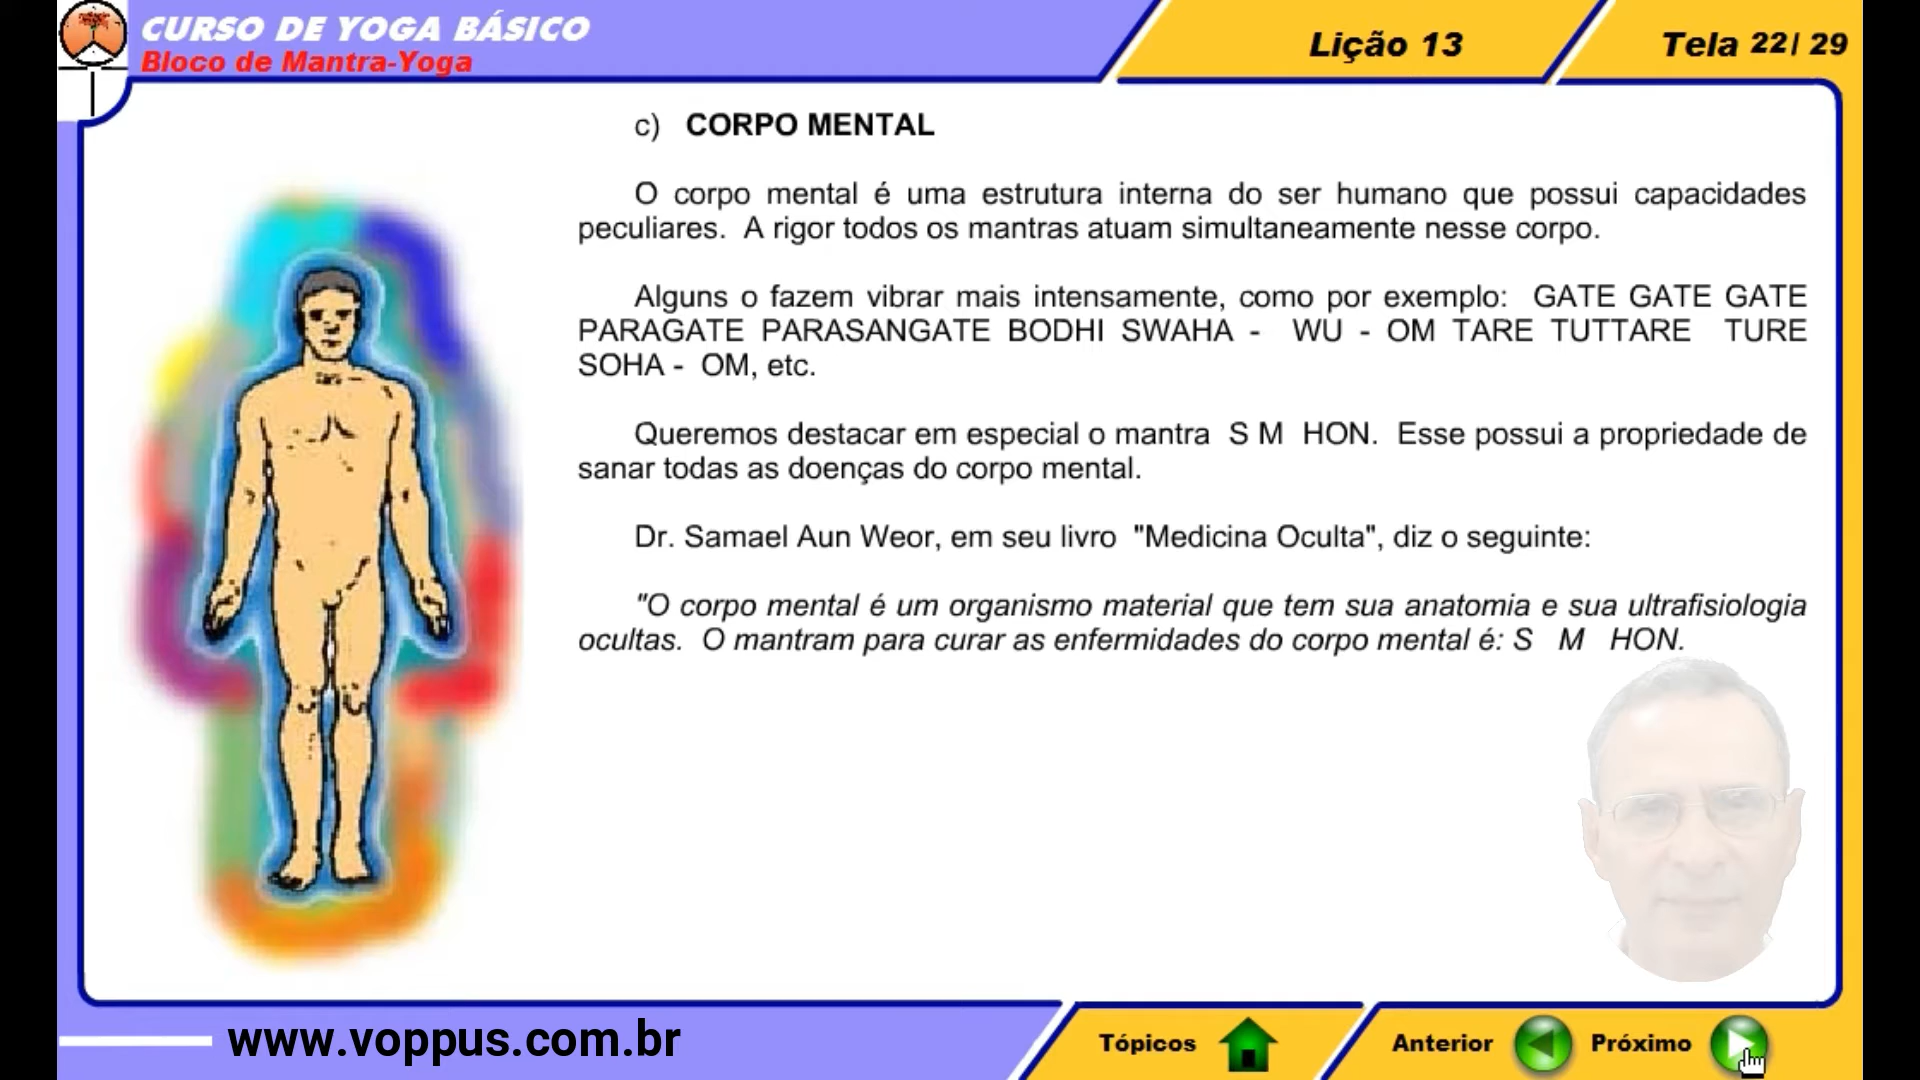 CURSO DE YOGA BÁSICO
Bloco de Mantra-Yoga
Lição 13
Tela 22/ 29
c) CORPO MENTAL
O corpo mental é uma estrutura interna do ser humano que possui capacidades
peculiares. A rigor todos os mantras atuam simultaneamente nesse corpo.
Alguns o fazem vibrar mais intensamente, como por exemplo: GATE GATE GATE
PARAGATE PARASANGATE BODHI SWAHA - WU - OM TARE TUTTARE TURE
SOHA - OM, etc.
Queremos destacar em especial o mantra S M HON. Esse possui a propriedade de
sanar todas as doenças do corpo mental.
Dr. Samael Aun Weor, em seu livro "Medicina Oculta", diz o seguinte:
"O corpo mental é um organismo material que tem sua anatomia e sua ultrafisiologia
ocultas. O mantram para curar as enfermidades do corpo mental é: S M HON.
www.voppus.com.br
Tópicos
Anterior
Próximo